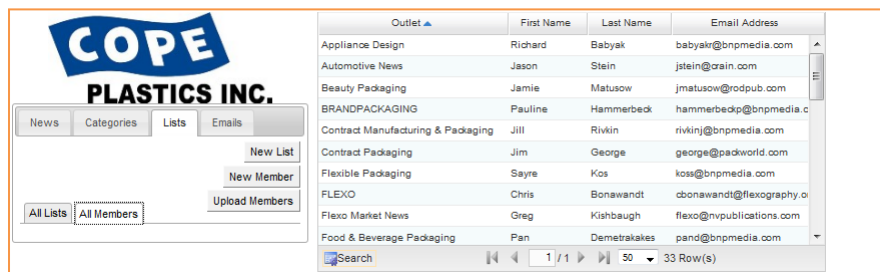 COPE
PLASTICS INC.
News Categories Lists Emails
New List
New Member
Upload Members
All Lists All Members
Outlet First Name Last Name Email Address
Appliance Design Richard Babyak babyakr@bnpmedia.com
Automotive News Jason Stein jstein@crain.com
Beauty Packaging Jamie Matusow jmatusow@rodpub.com
BRANDPACKAGING Pauline Hammerbeck hammerbeckp@bnpmedia.c
Contract Manufacturing & Packaging Jill Rivkin rivkinj@bnpmedia.com
Contract Packaging Jim George george@packworld.com
Flexible Packaging Sayre Kos koss@bnpmedia.com
FLEXO Chris Bonawandt cbonawandt@flexography.o
Flexo Market News Greg Kishbaugh flexo@nvpublications.com
Food & Beverage Packaging Pan Demetrakakes pand@bnpmedia.com
Search 1 / 1 50 33 Row(s)